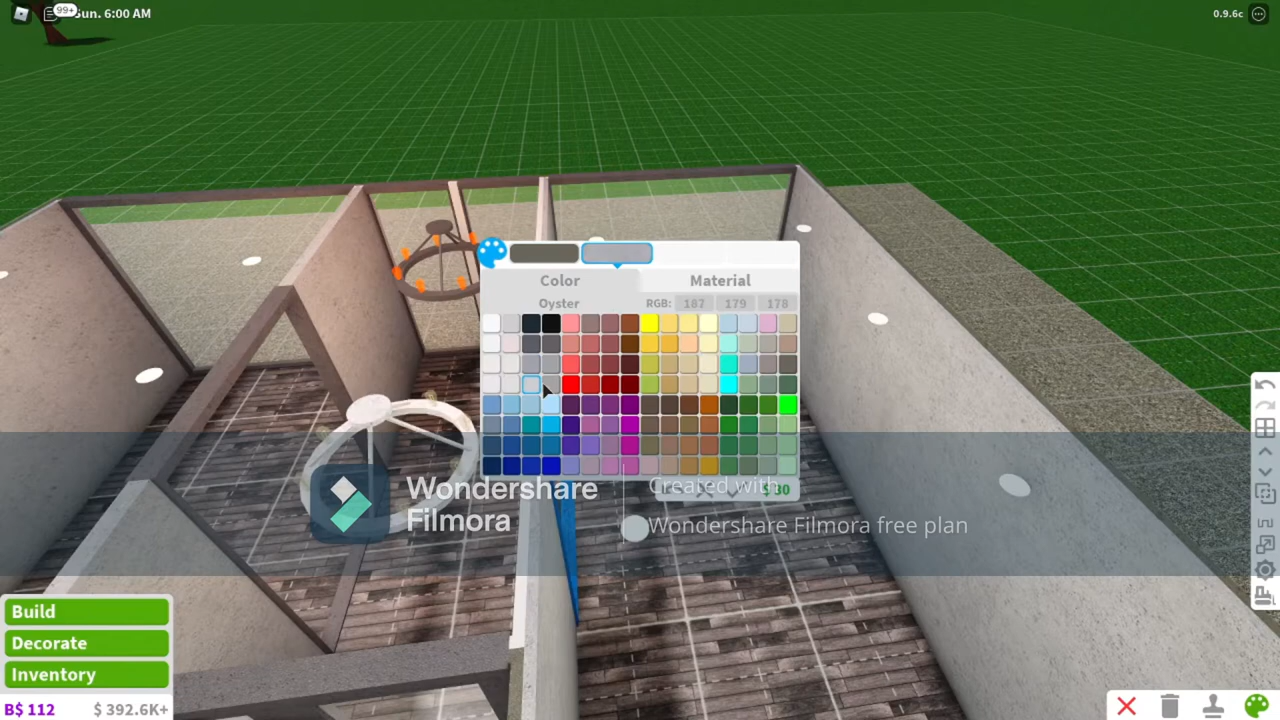 99+
Sun. 6:00 AM
0.9.6c
Color
Material
Oyster
RGB: 187 179 178
$ 30
Wondershare
Filmora
Created with
Wondershare Filmora free plan
Build
Decorate
Inventory
B$ 112
$ 392.6K+